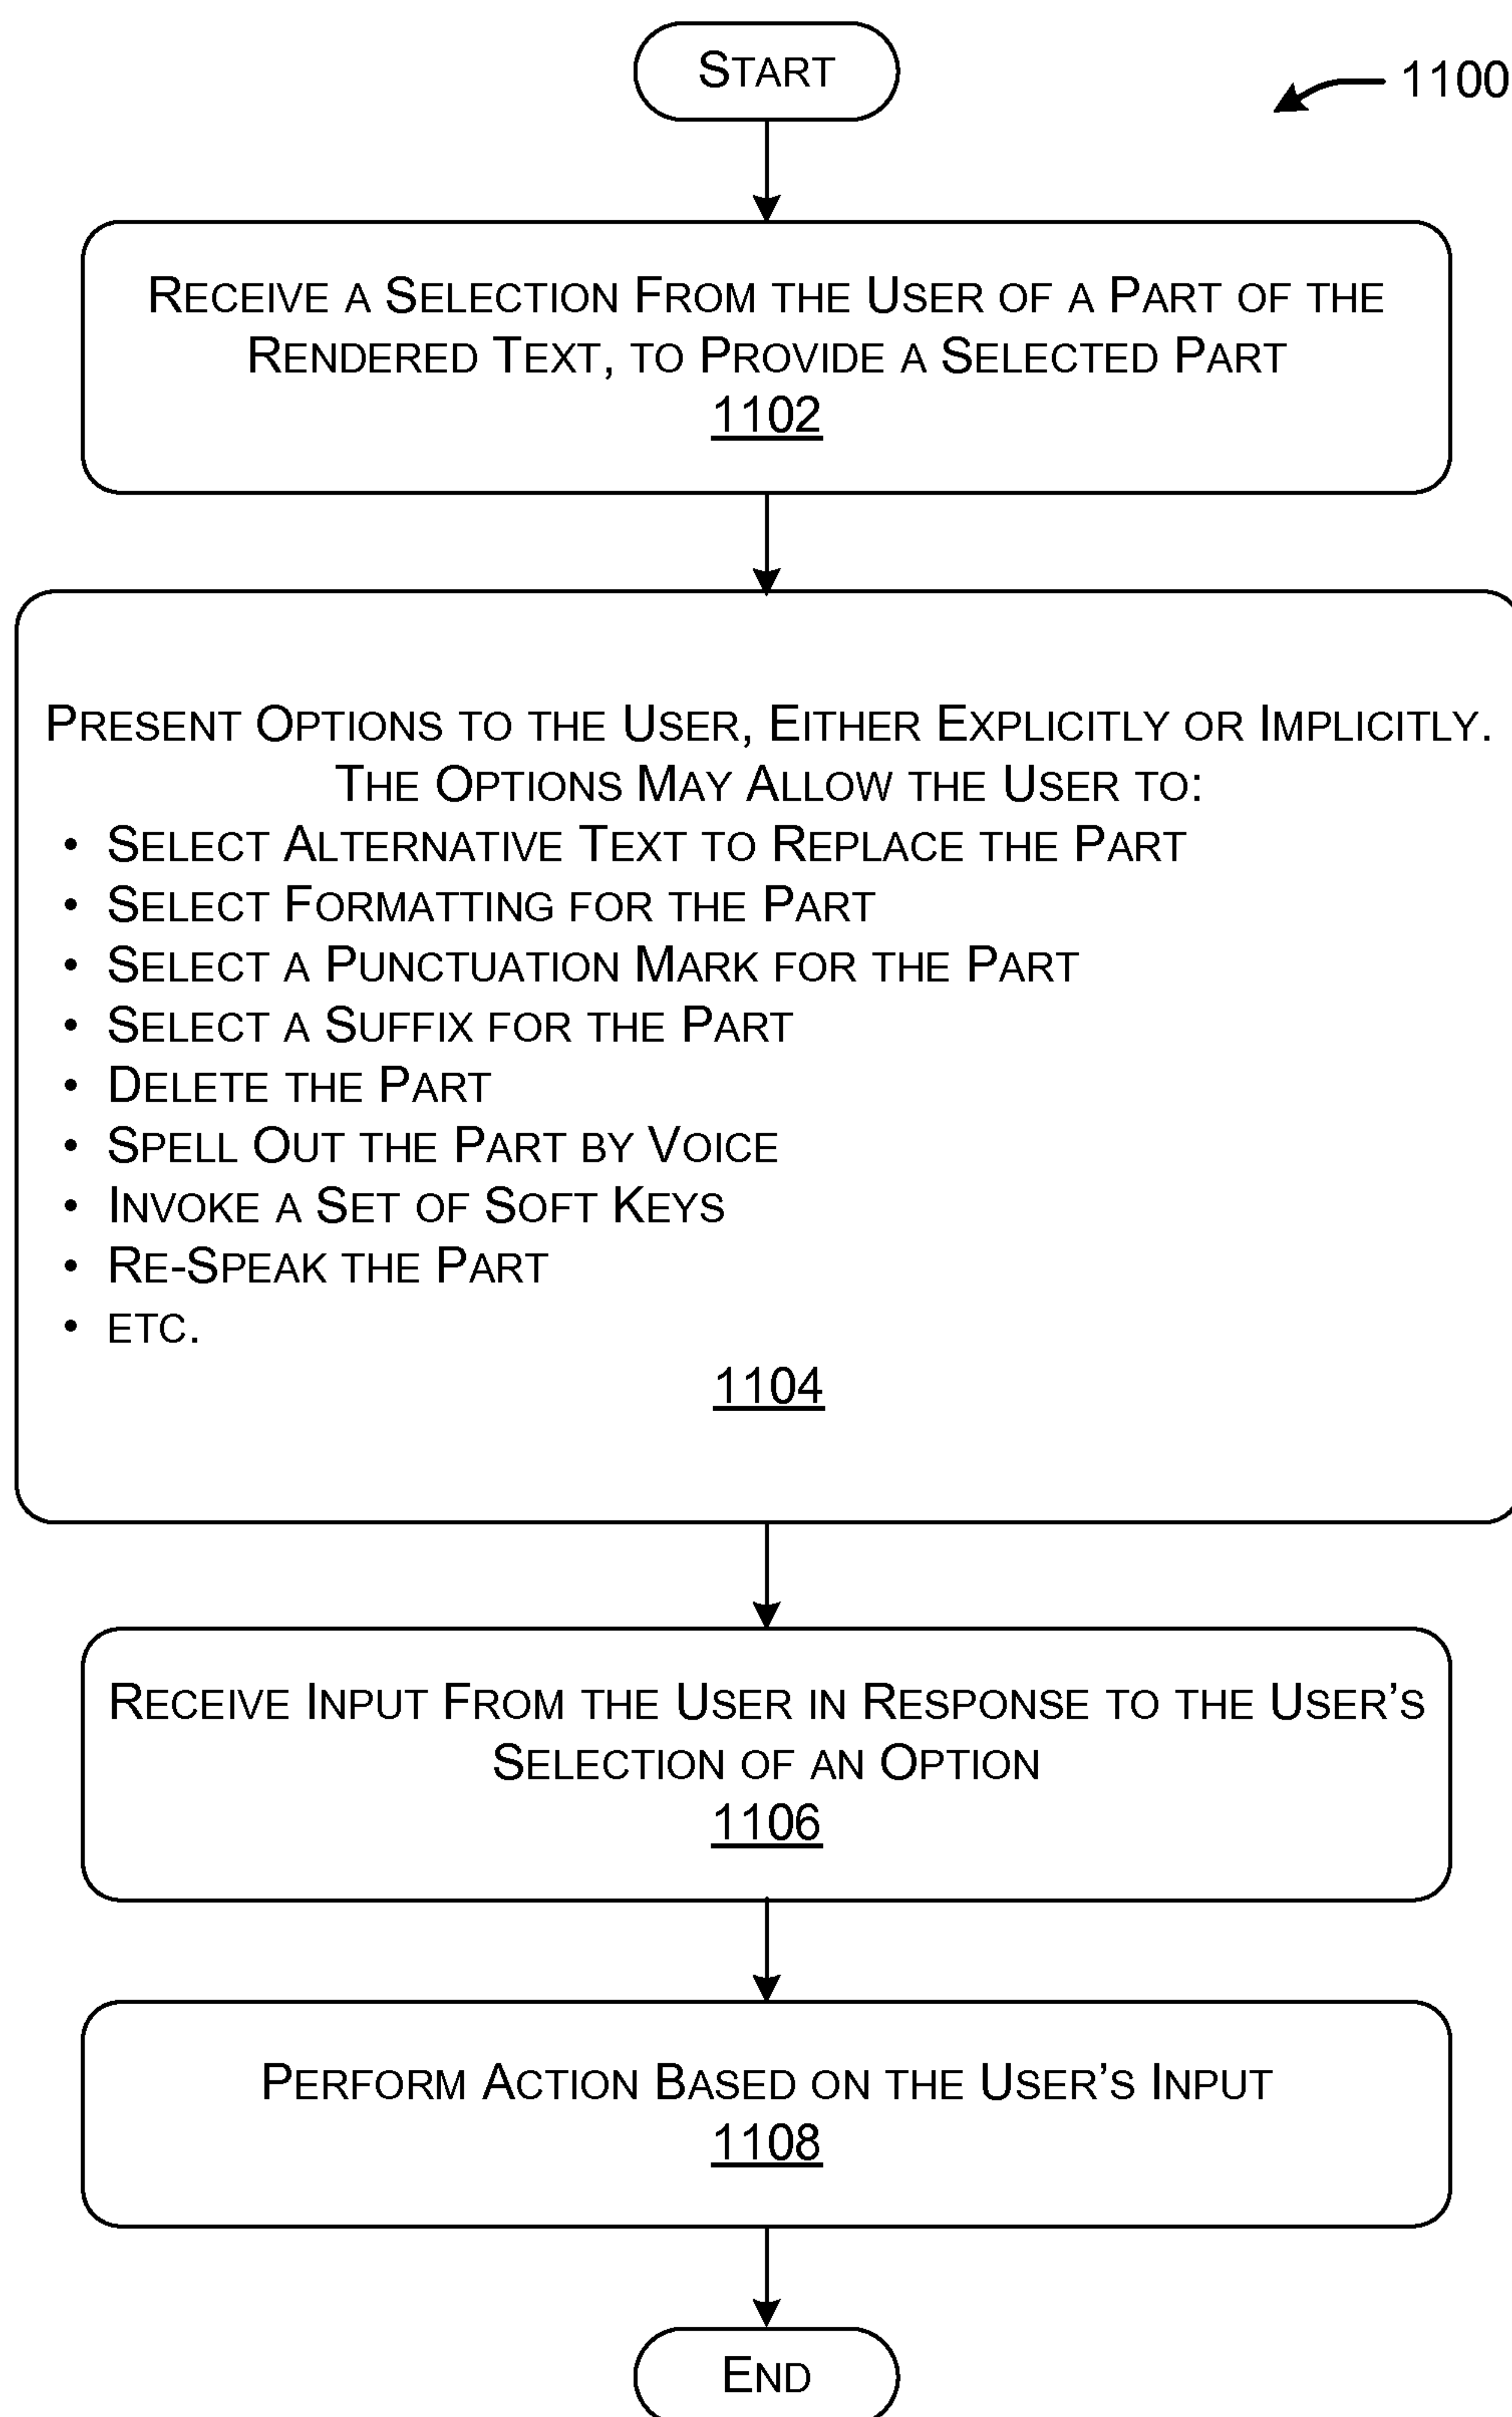 START
1100
RECEIVE A SELECTION FROM THE USER OF A PART OF THE
RENDERED TEXT, TO PROVIDE A SELECTED PART
1102
PRESENT OPTIONS TO THE USER, EITHER EXPLICITLY OR IMPLICITLY.
THE OPTIONS MAY ALLOW THE USER TO:
• SELECT ALTERNATIVE TEXT TO REPLACE THE PART
• SELECT FORMATTING FOR THE PART
• SELECT A PUNCTUATION MARK FOR THE PART
• SELECT A SUFFIX FOR THE PART
• DELETE THE PART
• SPELL OUT THE PART BY VOICE
• INVOKE A SET OF SOFT KEYS
• RE-SPEAK THE PART
• ETC.
1104
RECEIVE INPUT FROM THE USER IN RESPONSE TO THE USER'S
SELECTION OF AN OPTION
1106
PERFORM ACTION BASED ON THE USER'S INPUT
1108
END